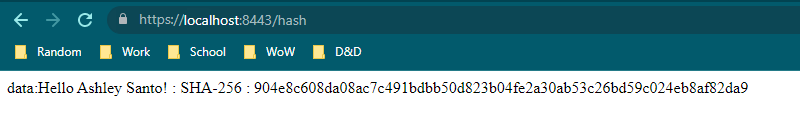 https://localhost:8443/hash
Random Work School WoW D&D
data:Hello Ashley Santo! : SHA-256 : 904e8c608da08ac7c491bdbb50d823b04fe2a30ab53c26bd59c024eb8af82da9